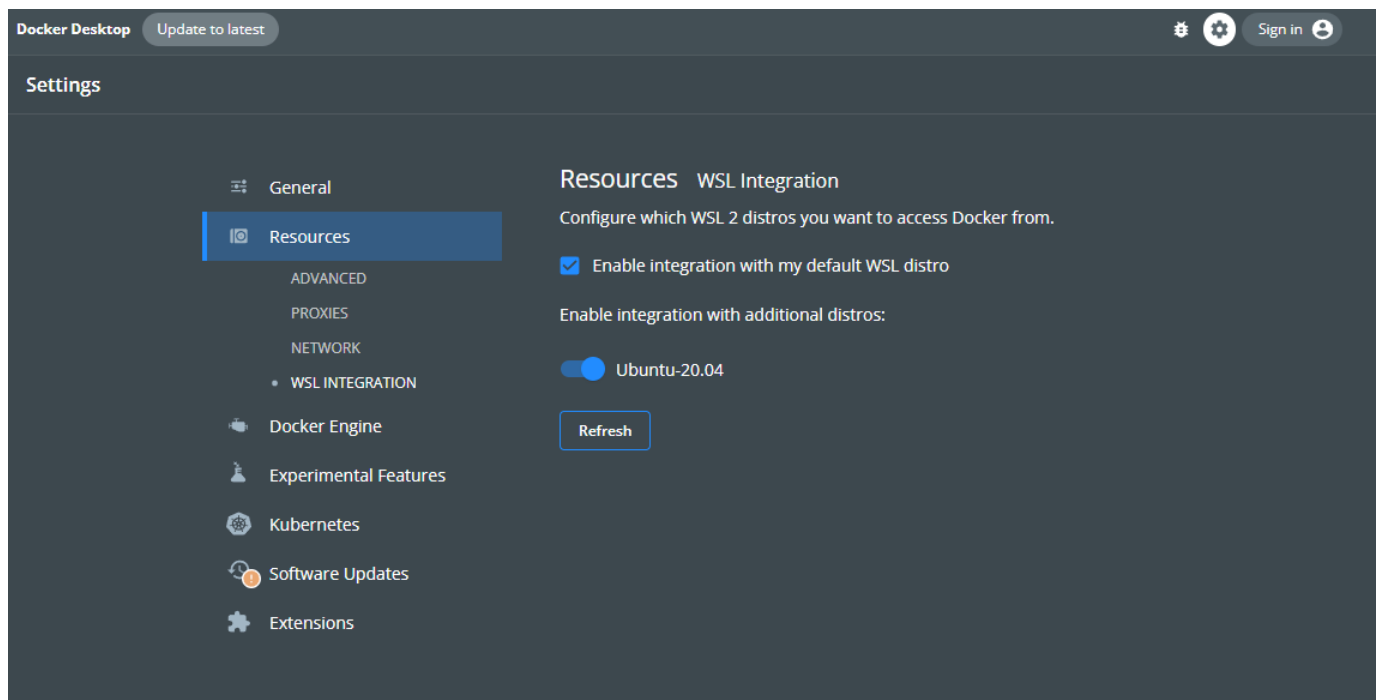 Docker Desktop Update to latest Sign in
Settings
General
Resources
ADVANCED
PROXIES
NETWORK
WSL INTEGRATION
Docker Engine
Experimental Features
Kubernetes
Software Updates
Extensions
Resources WSL Integration
Configure which WSL 2 distros you want to access Docker from.
Enable integration with my default WSL distro
Enable integration with additional distros:
Ubuntu-20.04
Refresh